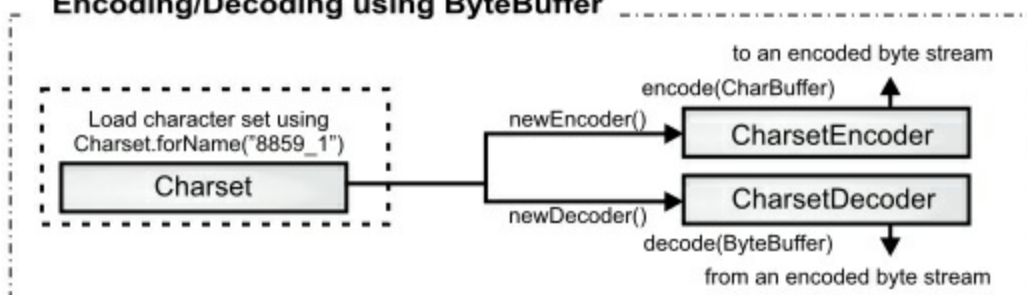 Encoding/Decoding using ByteBuffer
to an encoded byte stream
encode(CharBuffer)
Load character set using
Charset.forName("8859_1")
newEncoder()
CharsetEncoder
Charset
CharsetDecoder
newDecoder()
decode(ByteBuffer)
from an encoded byte stream